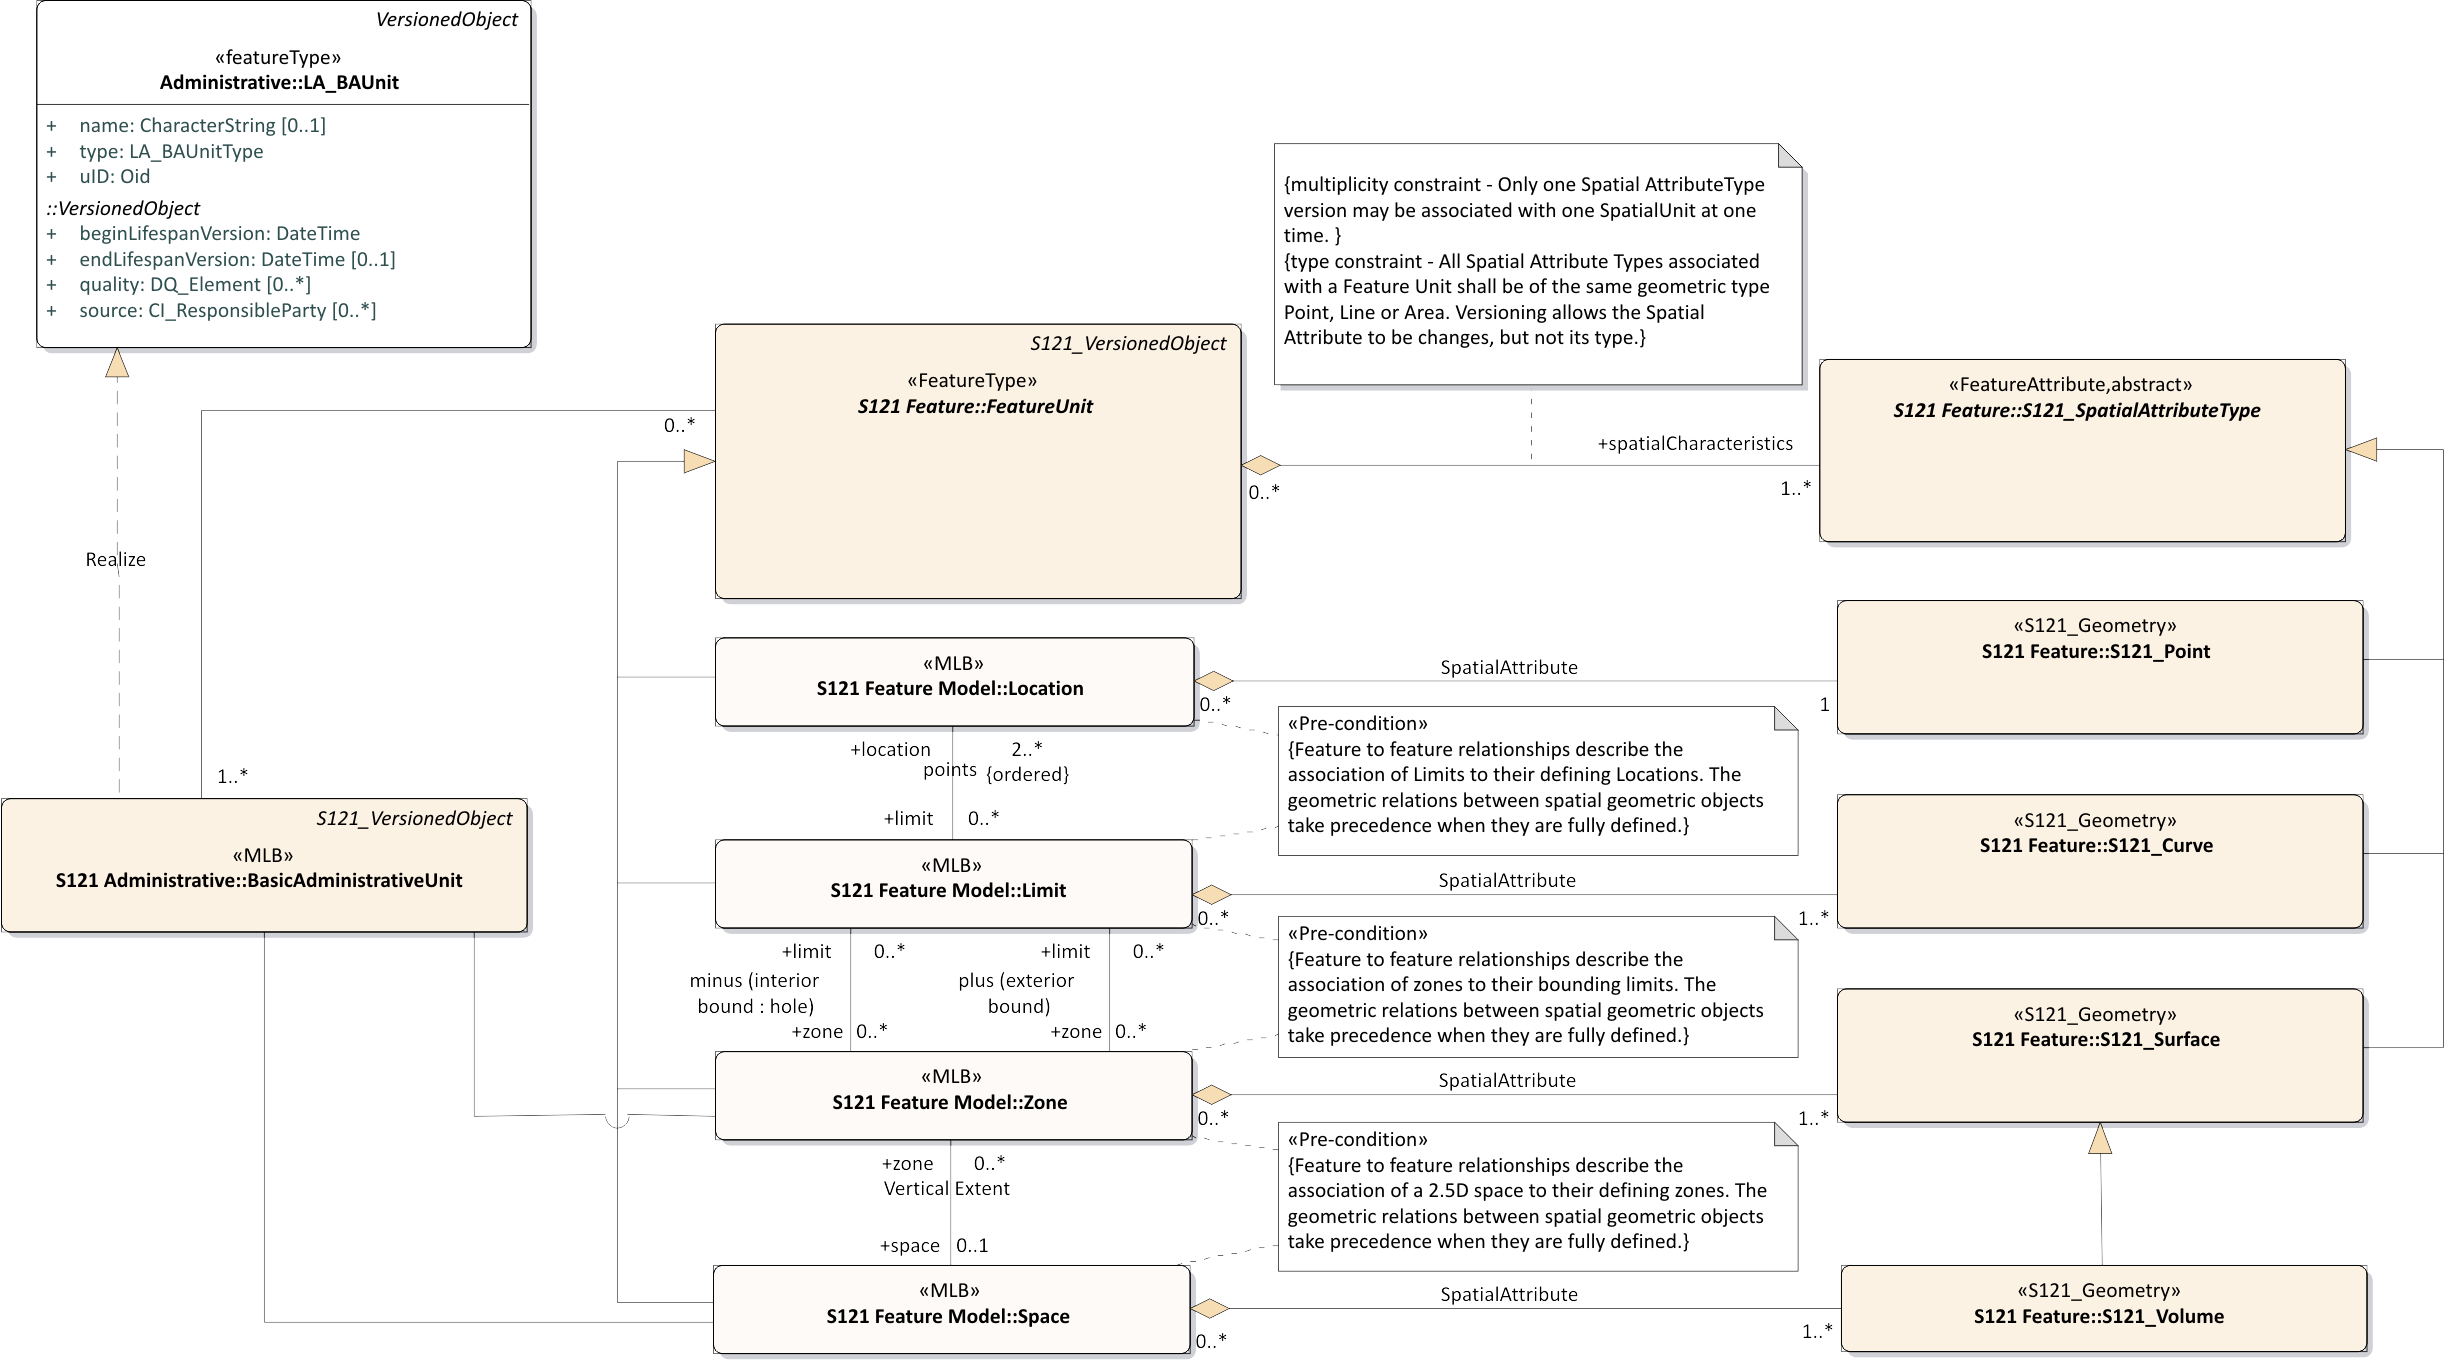 VersionedObject
«featureType»
Administrative::LA_BAUnit
+ name: CharacterString [0..1]
+ type: LA_BAUnitType
+ uID: Oid
::VersionedObject
+ beginLifespanVersion: DateTime
+ endLifespanVersion: DateTime [0..1]
+ quality: DQ_Element [0..*]
+ source: CI_ResponsibleParty [0..*]
{multiplicity constraint - Only one Spatial AttributeType
version may be associated with one SpatialUnit at one
time. }
{type constraint - All Spatial Attribute Types associated
with a Feature Unit shall be of the same geometric type
Point, Line or Area. Versioning allows the Spatial
Attribute to be changes, but not its type.}
S121_VersionedObject
«FeatureType»
S121 Feature::FeatureUnit
0..*
«FeatureAttribute,abstract»
S121 Feature::S121_SpatialAttributeType
+spatialCharacteristics
0..*
1..*
Realize
1..*
S121_VersionedObject
«MLB»
S121 Administrative::BasicAdministrativeUnit
«MLB»
S121 Feature Model::Location
SpatialAttribute
0..*
1
«S121_Geometry»
S121 Feature::S121_Point
+location
2..*
points
{ordered}
+limit
0..*
«Pre-condition»
{Feature to feature relationships describe the
association of Limits to their defining Locations. The
geometric relations between spatial geometric objects
take precedence when they are fully defined.}
«MLB»
S121 Feature Model::Limit
SpatialAttribute
0..*
1..*
«S121_Geometry»
S121 Feature::S121_Curve
+limit
0..*
minus (interior
bound : hole)
+zone
0..*
+limit
0..*
plus (exterior
bound)
+zone
0..*
«Pre-condition»
{Feature to feature relationships describe the
association of zones to their bounding limits. The
geometric relations between spatial geometric objects
take precedence when they are fully defined.}
«MLB»
S121 Feature Model::Zone
SpatialAttribute
0..*
1..*
«S121_Geometry»
S121 Feature::S121_Surface
+zone
0..*
Vertical Extent
+space
0..1
«Pre-condition»
{Feature to feature relationships describe the
association of a 2.5D space to their defining zones. The
geometric relations between spatial geometric objects
take precedence when they are fully defined.}
«MLB»
S121 Feature Model::Space
SpatialAttribute
0..*
1..*
«S121_Geometry»
S121 Feature::S121_Volume